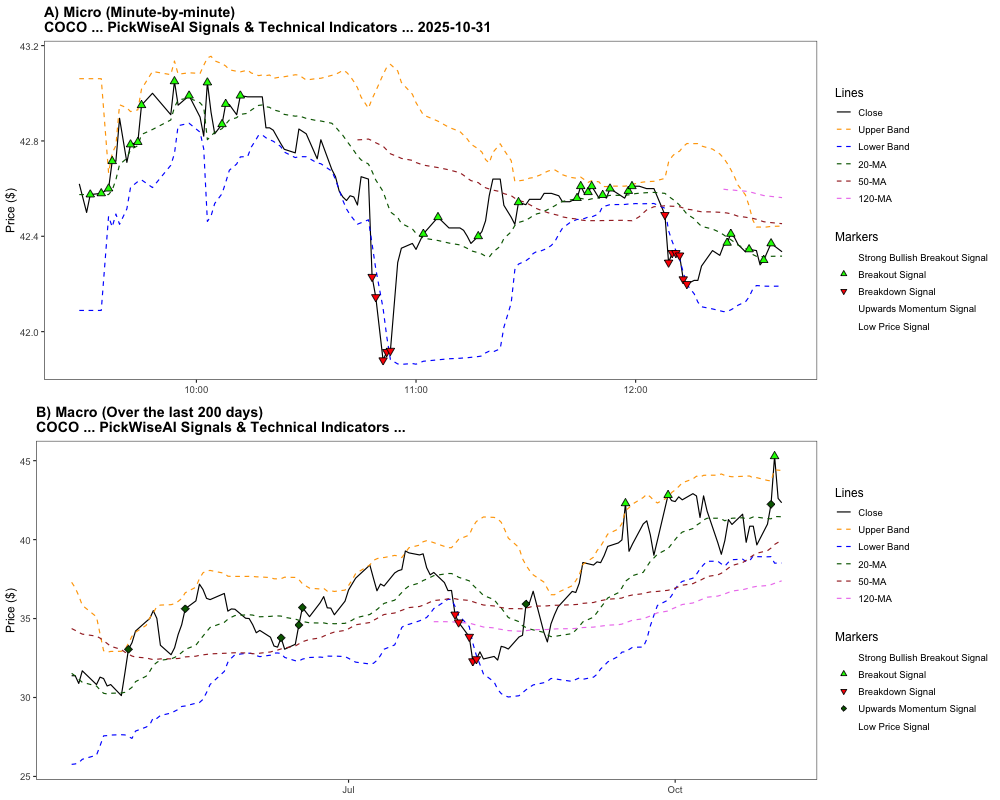 A) Micro (Minute-by-minute)
COCO ... PickWiseAI Signals & Technical Indicators ... 2025-10-31
43.2
42.8
42.4
42.0
Price ($)
10:00
11:00
12:00
Lines
Close
Upper Band
Lower Band
20-MA
50-MA
120-MA
Markers
Strong Bullish Breakout Signal
Breakout Signal
Breakdown Signal
Upwards Momentum Signal
Low Price Signal
B) Macro (Over the last 200 days)
COCO ... PickWiseAI Signals & Technical Indicators ...
45
40
35
30
25
Price ($)
Jul
Oct
Lines
Close
Upper Band
Lower Band
20-MA
50-MA
120-MA
Markers
Strong Bullish Breakout Signal
Breakout Signal
Breakdown Signal
Upwards Momentum Signal
Low Price Signal